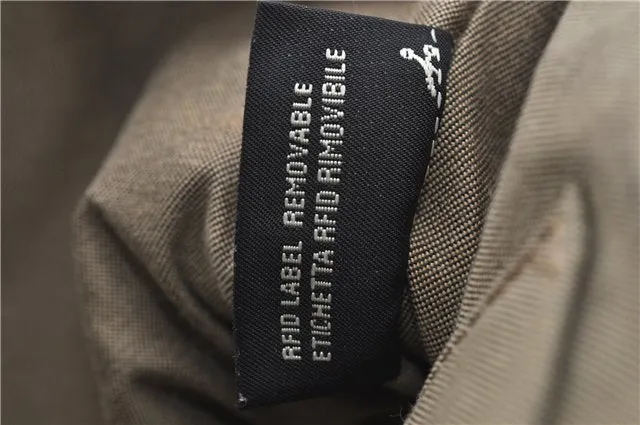 RFID LABEL REMOVABLE
ETICHETTA RFID RIMOVIBILE